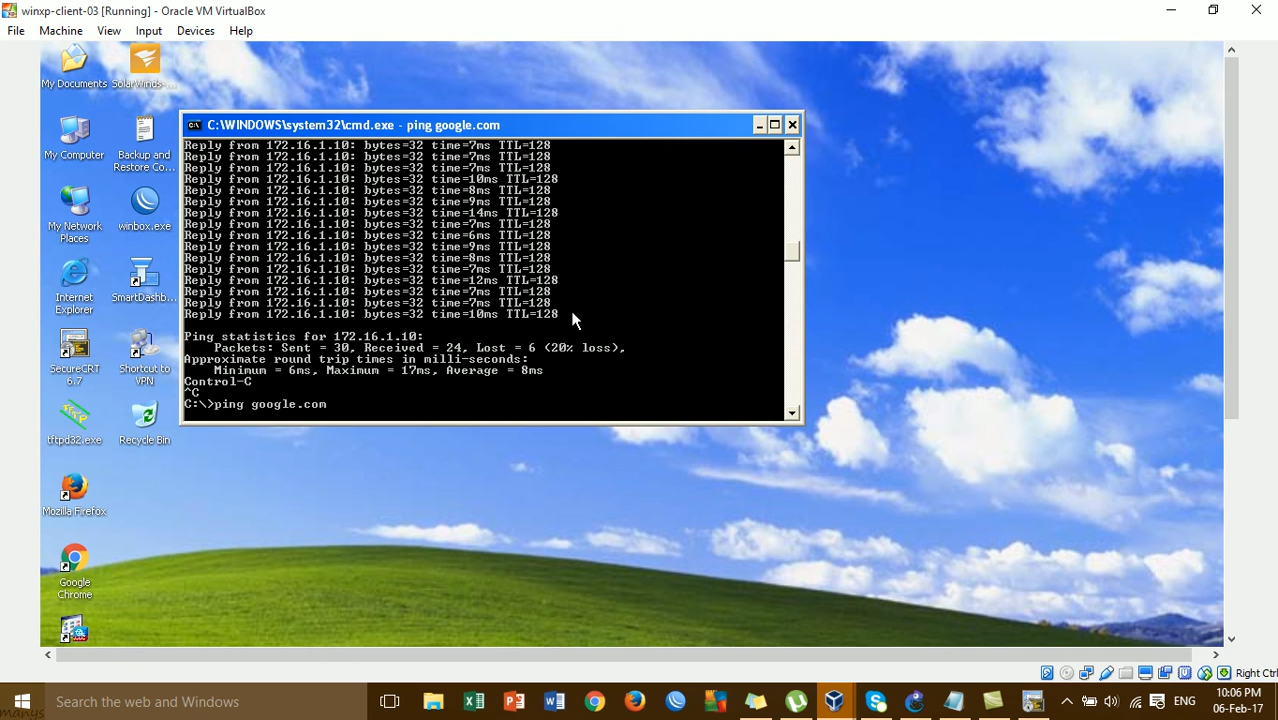 winxp-client-03 [Running] - Oracle VM VirtualBox
File Machine View Input Devices Help
My Documents
SolarWinds-...
My Computer
Backup and Restore Co...
My Network Places
winbox.exe
Internet Explorer
SmartDashb...
SecureCRT 6.7
Shortcut to VPN
tftpd32.exe
Recycle Bin
Mozilla Firefox
Google Chrome
C:\WINDOWS\system32\cmd.exe - ping google.com
Reply from 172.16.1.10: bytes=32 time=7ms TTL=128
Reply from 172.16.1.10: bytes=32 time=7ms TTL=128
Reply from 172.16.1.10: bytes=32 time=7ms TTL=128
Reply from 172.16.1.10: bytes=32 time=10ms TTL=128
Reply from 172.16.1.10: bytes=32 time=8ms TTL=128
Reply from 172.16.1.10: bytes=32 time=9ms TTL=128
Reply from 172.16.1.10: bytes=32 time=14ms TTL=128
Reply from 172.16.1.10: bytes=32 time=7ms TTL=128
Reply from 172.16.1.10: bytes=32 time=6ms TTL=128
Reply from 172.16.1.10: bytes=32 time=9ms TTL=128
Reply from 172.16.1.10: bytes=32 time=8ms TTL=128
Reply from 172.16.1.10: bytes=32 time=7ms TTL=128
Reply from 172.16.1.10: bytes=32 time=12ms TTL=128
Reply from 172.16.1.10: bytes=32 time=7ms TTL=128
Reply from 172.16.1.10: bytes=32 time=7ms TTL=128
Reply from 172.16.1.10: bytes=32 time=10ms TTL=128
Ping statistics for 172.16.1.10:
Packets: Sent = 30, Received = 24, Lost = 6 (20% loss),
Approximate round trip times in milli-seconds:
Minimum = 6ms, Maximum = 17ms, Average = 8ms
Control-C
^C
C:\>ping google.com
Right Ctrl
Search the web and Windows
ENG
10:06 PM
06-Feb-17
manys